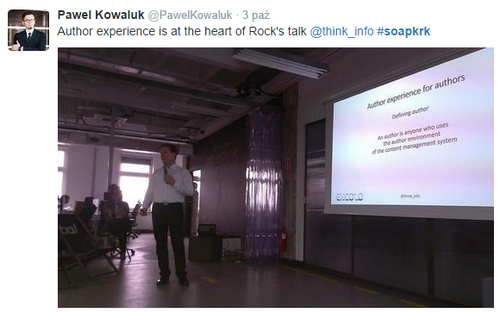 Pawel Kowaluk @PawelKowaluk · 3 paź
Author experience is at the heart of Rock's talk @think_info #soapkrk
Author experience for authors
Defining author
An author is anyone who uses
the author environment
of the content management system
@think_info